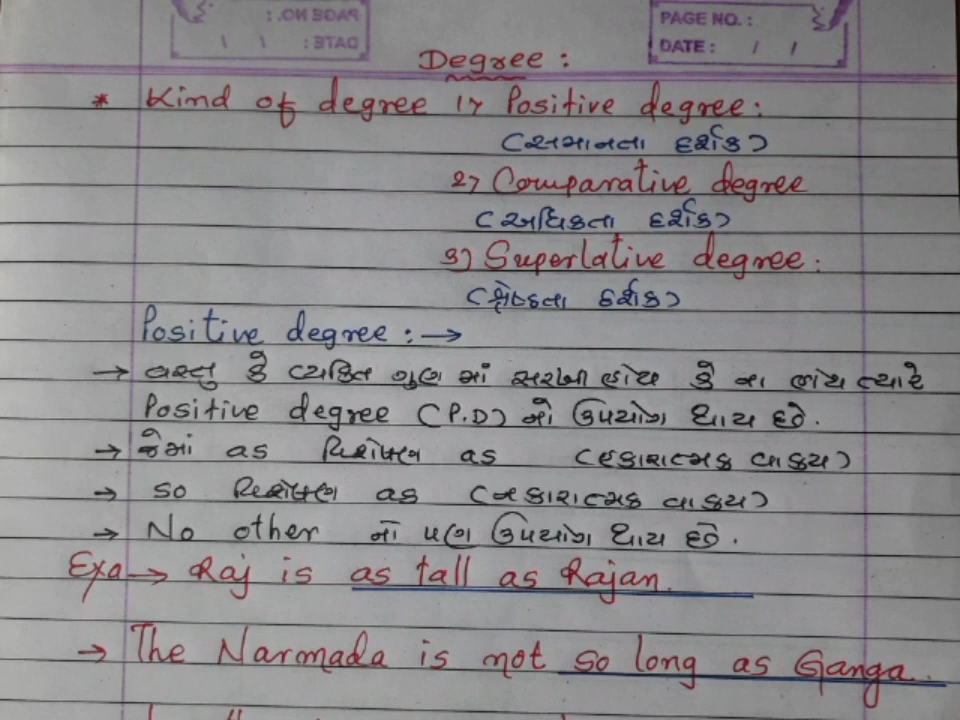 PAGE NO.:
DATE: / /
PAGE NO.:
DATE: / /
Degree :
* Kind of degree 1) Positive degree:
(સમાનતા દર્શક)
2) Comparative degree
(અધિકતા દર્શક)
3) Superlative degree:
(શ્રેષ્ઠતા દર્શક)
Positive degree: →
→ વસ્તુ કે વ્યક્તિ ગુણ માં સરખા હોય કે ના હોય ત્યારે
Positive degree (P.D) નો ઉપયોગ થાય છે.
→ જેમાં as વિશેષણ as (હકારાત્મક વાક્ય)
→ so વિશેષણ as (નકારાત્મક વાક્ય)
→ No other નો પણ ઉપયોગ થાય છે.
Exa → Raj is as tall as Rajan.
→ The Narmada is not so long as Ganga.